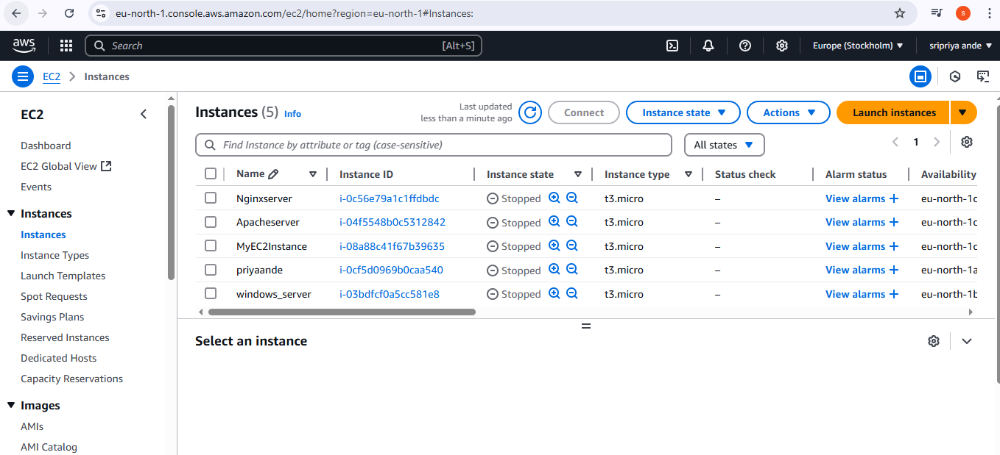 eu-north-1.console.aws.amazon.com/ec2/home?region=eu-north-1#Instances:
s
aws
Search [Alt+S]
Europe (Stockholm)
sripriya ande
EC2 Instances
EC2
Dashboard
EC2 Global View
Events
Instances
Instances
Instance Types
Launch Templates
Spot Requests
Savings Plans
Reserved Instances
Dedicated Hosts
Capacity Reservations
Images
AMIs
AMI Catalog
Instances (5) Info
Last updated
less than a minute ago
Connect
Instance state
Actions
Launch instances
Find Instance by attribute or tag (case-sensitive)
All states
1
Name Instance ID Instance state Instance type Status check Alarm status Availability
Nginxserver i-0c56e79a1c1ffdbdc Stopped t3.micro – View alarms + eu-north-1c
Apacheserver i-04f5548b0c5312842 Stopped t3.micro – View alarms + eu-north-1c
MyEC2Instance i-08a88c41f67b39635 Stopped t3.micro – View alarms + eu-north-1c
priyaande i-0cf5d0969b0caa540 Stopped t3.micro – View alarms + eu-north-1a
windows_server i-03bdfcf0a5cc581e8 Stopped t3.micro – View alarms + eu-north-1b
Select an instance